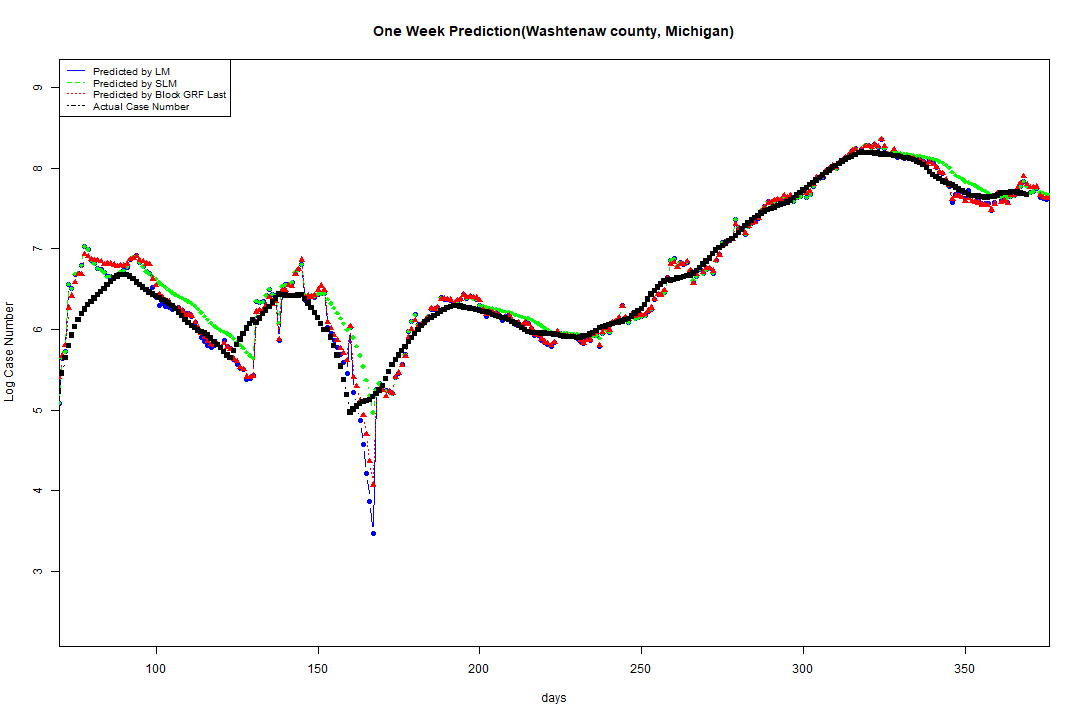 One Week Prediction(Washtenaw county, Michigan)
Predicted by LM
Predicted by SLM
Predicted by Block GRF Last
Actual Case Number
9
8
7
6
5
4
3
Log Case Number
100 150 200 250 300 350
days